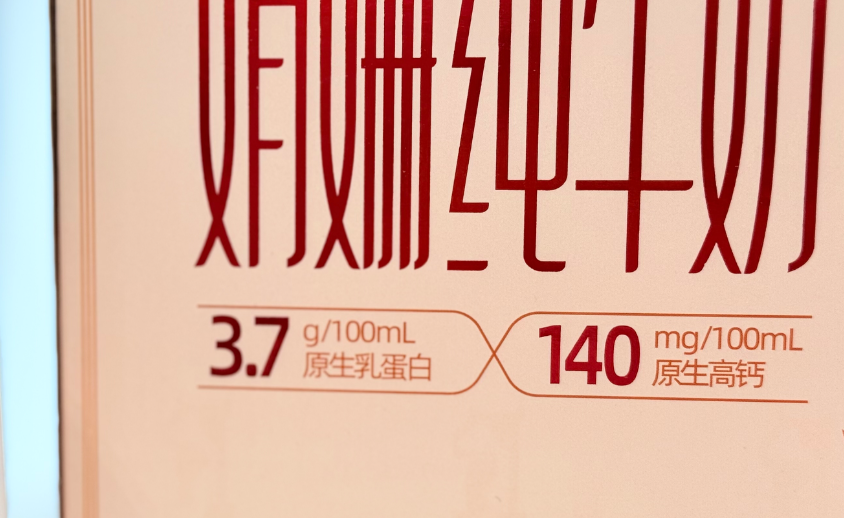 娟姗纯牛奶
3.7 g/100mL
原生乳蛋白
140 mg/100mL
原生高钙